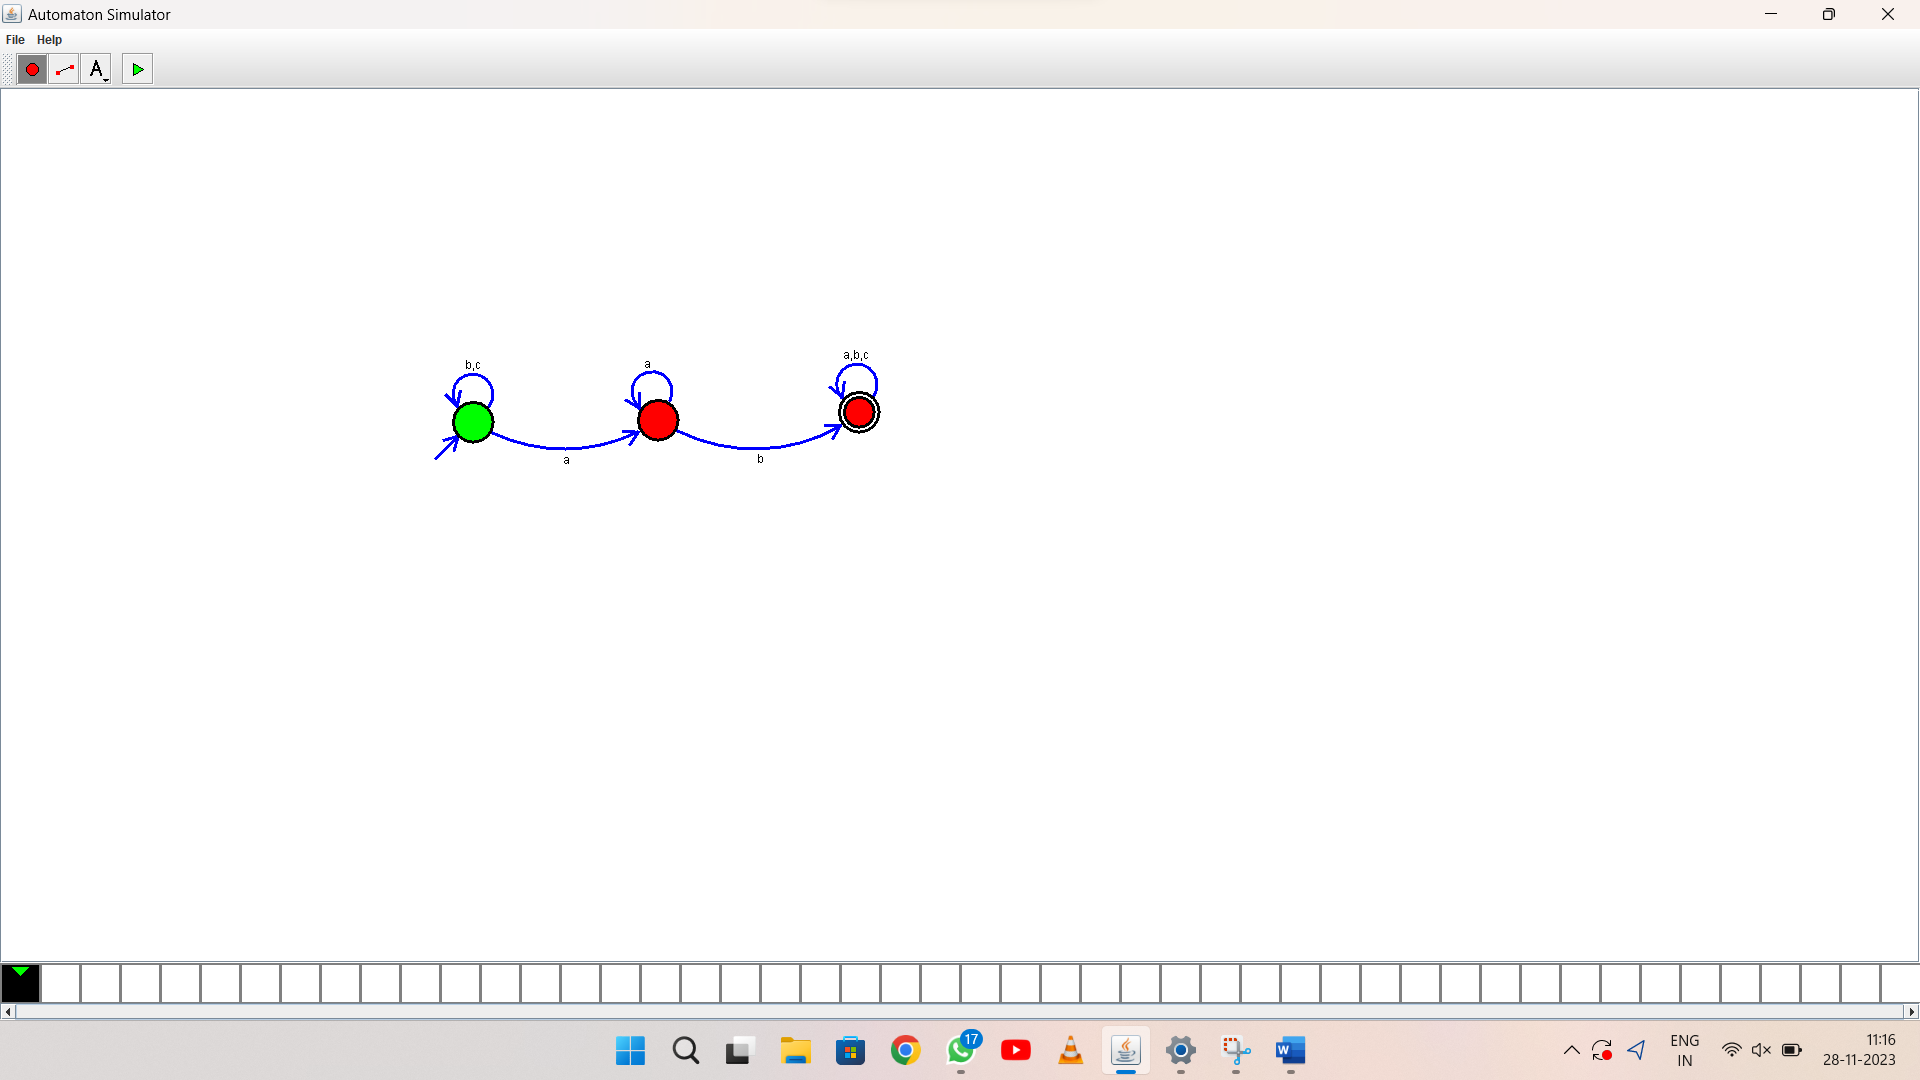 Automaton Simulator
File Help
A
a,b,c
b,c
a
a
b
17
W
ENG
IN
11:16
28-11-2023